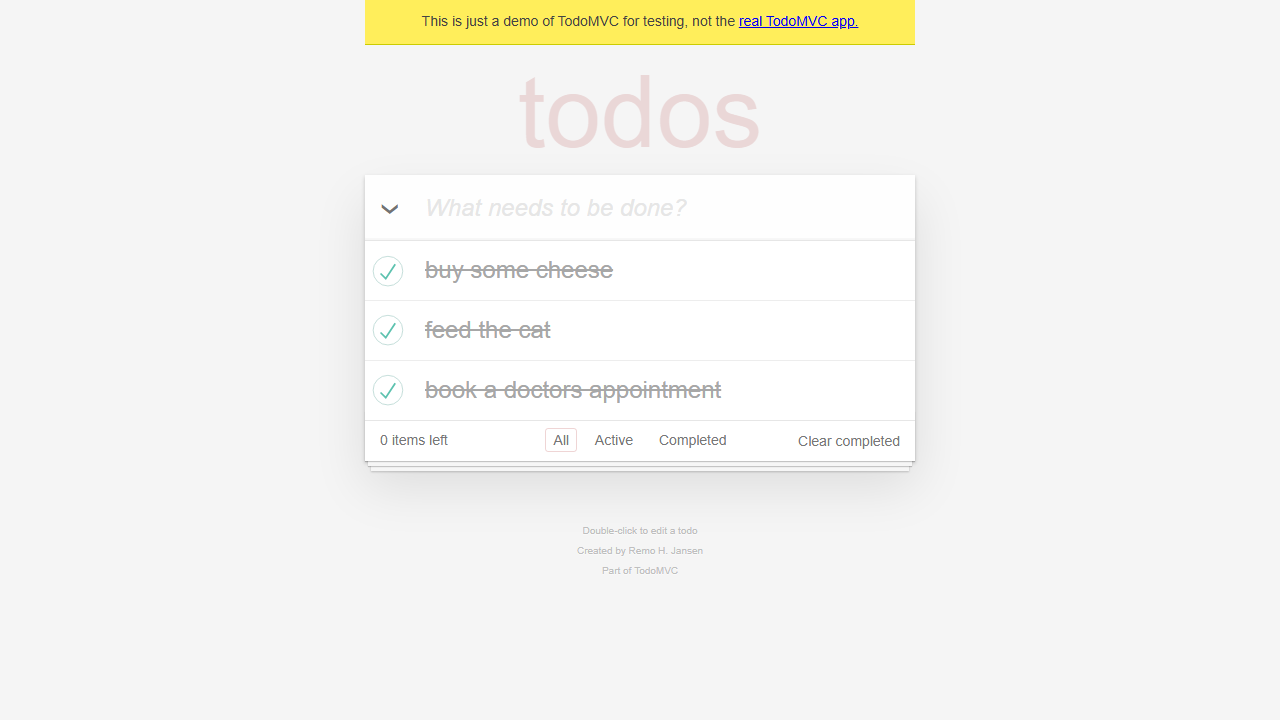 This is just a demo of TodoMVC for testing, not the real TodoMVC app.
todos
What needs to be done?
buy some cheese
feed the cat
book a doctors appointment
0 items left All Active Completed Clear completed
Double-click to edit a todo
Created by Remo H. Jansen
Part of TodoMVC